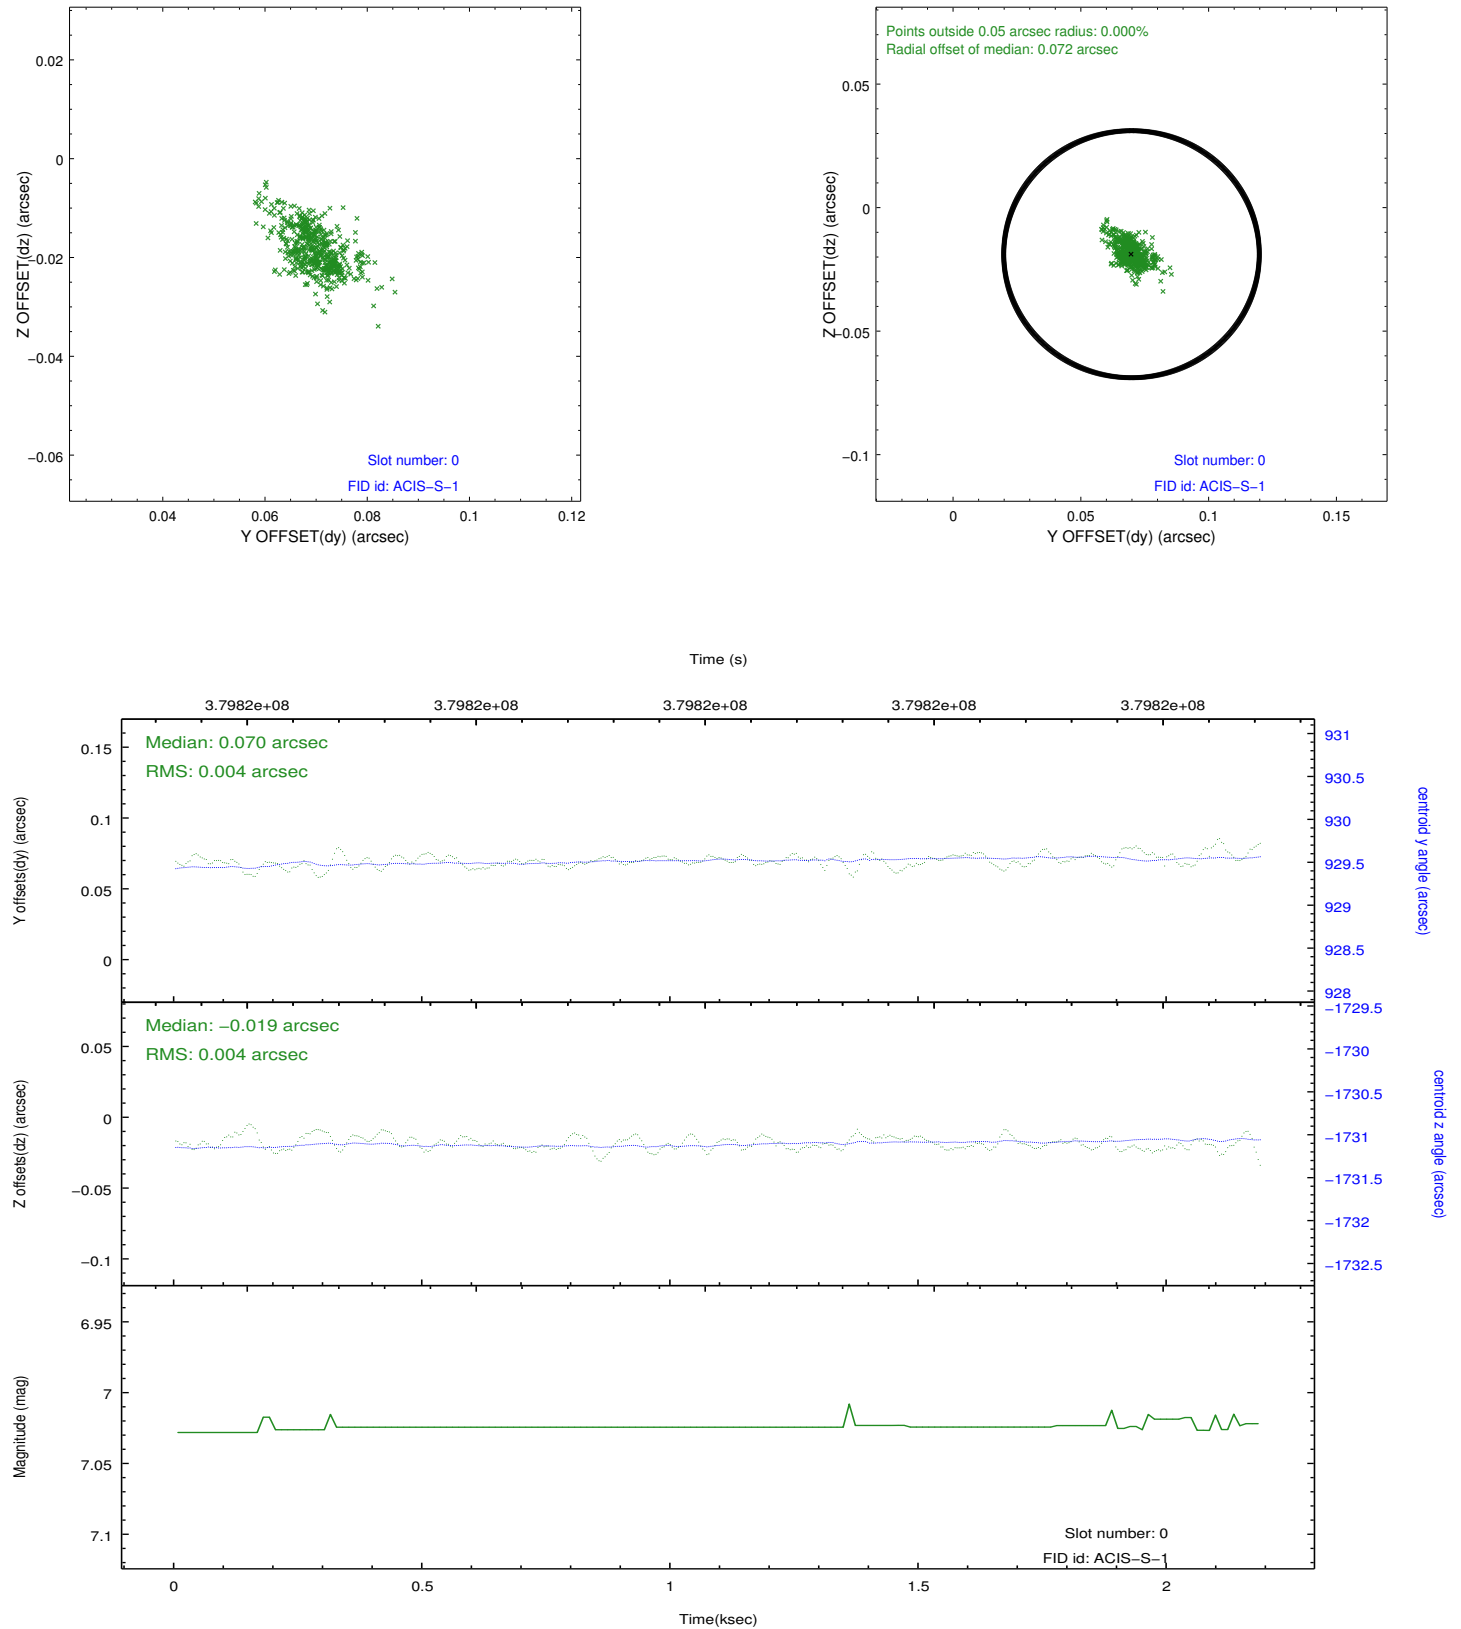 0.02
0
−0.02
−0.04
−0.06
Z OFFSET(dz) (arcsec)
Slot number: 0
FID id: ACIS−S−1
0.04 0.06 0.08 0.1 0.12
Y OFFSET(dy) (arcsec)
Points outside 0.05 arcsec radius: 0.000%
Radial offset of median: 0.072 arcsec
0.05
0
−0.05
−0.1
Z OFFSET(dz) (arcsec)
Slot number: 0
FID id: ACIS−S−1
0 0.05 0.1 0.15
Y OFFSET(dy) (arcsec)
Time (s)
3.7982e+08 3.7982e+08 3.7982e+08 3.7982e+08 3.7982e+08
Median: 0.070 arcsec
RMS: 0.004 arcsec
0.15
0.1
0.05
0
Y offsets(dy) (arcsec)
931
930.5
930
929.5
929
928.5
928
centroid y angle (arcsec)
Median: −0.019 arcsec
RMS: 0.004 arcsec
0.05
0
−0.05
−0.1
Z offsets(dz) (arcsec)
−1729.5
−1730
−1730.5
−1731
−1731.5
−1732
−1732.5
centroid z angle (arcsec)
6.95
7
7.05
7.1
Magnitude (mag)
Slot number: 0
FID id: ACIS−S−1
0 0.5 1 1.5 2
Time(ksec)